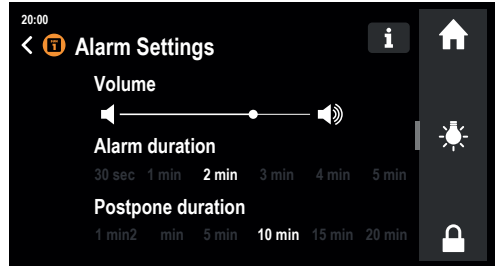 20:00
Alarm Settings
i
Volume
Alarm duration
30 sec 1 min 2 min 3 min 4 min 5 min
Postpone duration
1 min2 min 5 min 10 min 15 min 20 min